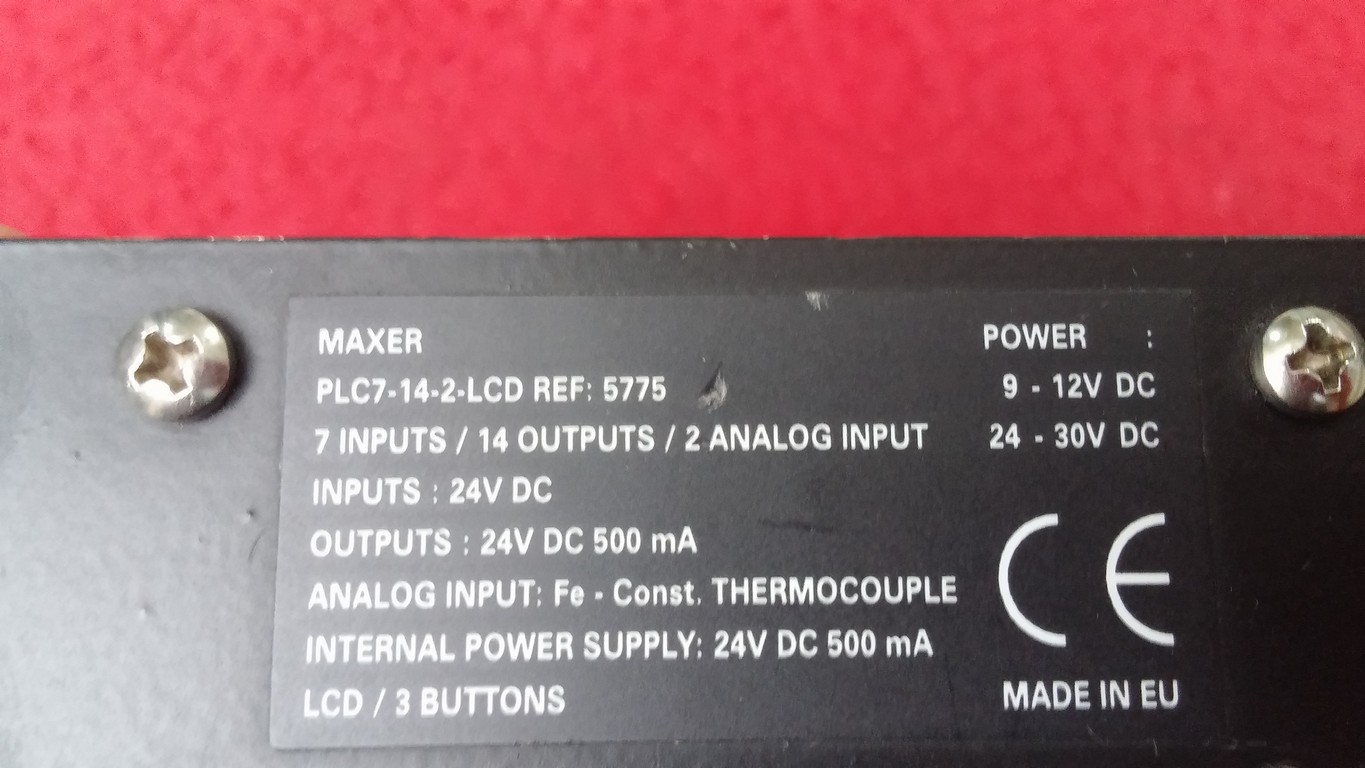 MAXER
PLC7-14-2-LCD REF: 5775
7 INPUTS / 14 OUTPUTS / 2 ANALOG INPUT
INPUTS : 24V DC
OUTPUTS : 24V DC 500 mA
ANALOG INPUT: Fe - Const. THERMOCOUPLE
INTERNAL POWER SUPPLY: 24V DC 500 mA
LCD / 3 BUTTONS
POWER :
9 - 12V DC
24 - 30V DC
CE
MADE IN EU